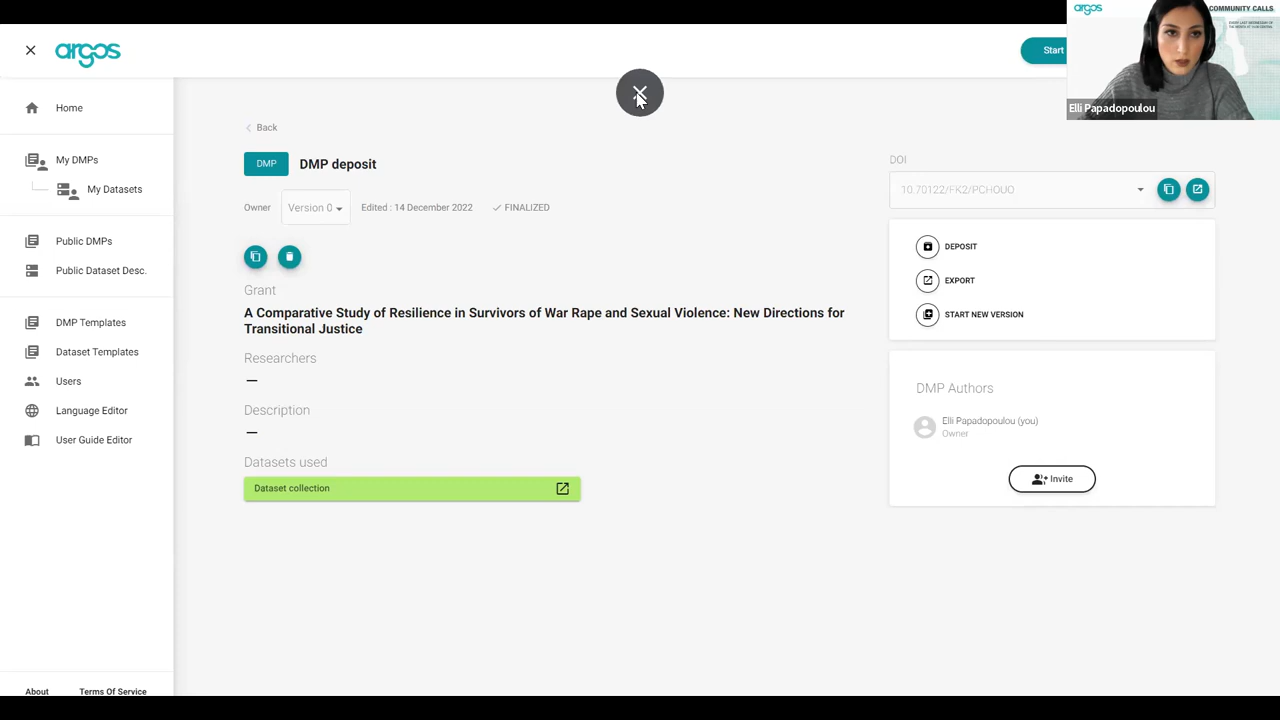 argos
Start
argos
COMMUNITY CALLS
Elli Papadopoulou
Home
My DMPs
My Datasets
Public DMPs
Public Dataset Desc.
DMP Templates
Dataset Templates
Users
Language Editor
User Guide Editor
About
Terms Of Service
Back
DMP
DMP deposit
Owner
Version 0
Edited : 14 December 2022
FINALIZED
Grant
A Comparative Study of Resilience in Survivors of War Rape and Sexual Violence: New Directions for
Transitional Justice
Researchers
—
Description
—
Datasets used
Dataset collection
DOI
10.70122/FK2/PCHOUO
DEPOSIT
EXPORT
START NEW VERSION
DMP Authors
Elli Papadopoulou (you)
Owner
Invite